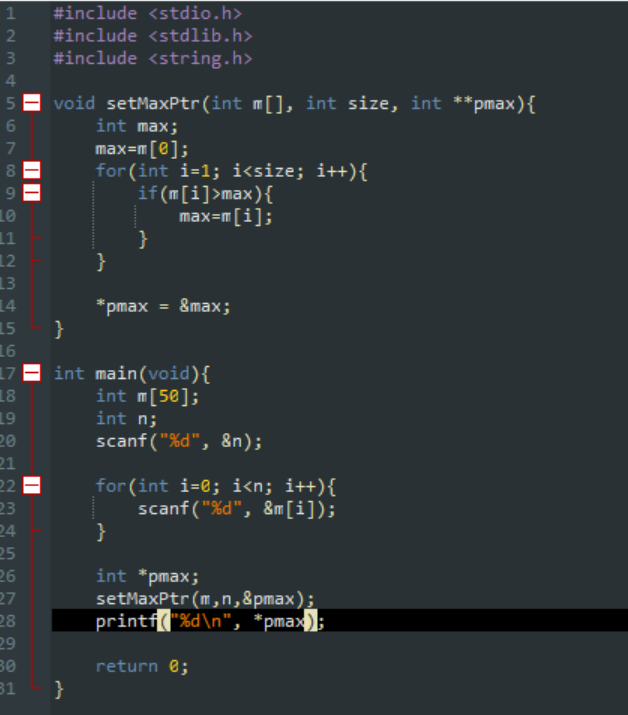 1 #include <stdio.h>
2 #include <stdlib.h>
3 #include <string.h>
4
5 void setMaxPtr(int m[], int size, int **pmax){
6     int max;
7     max=m[0];
8     for(int i=1; i<size; i++){
9         if(m[i]>max){
10             max=m[i];
11         }
12     }
13
14     *pmax = &max;
15 }
16
17 int main(void){
18     int m[50];
19     int n;
20     scanf("%d", &n);
21
22     for(int i=0; i<n; i++){
23         scanf("%d", &m[i]);
24     }
25
26     int *pmax;
27     setMaxPtr(m,n,&pmax);
28     printf("%d\n", *pmax);
29
30     return 0;
31 }